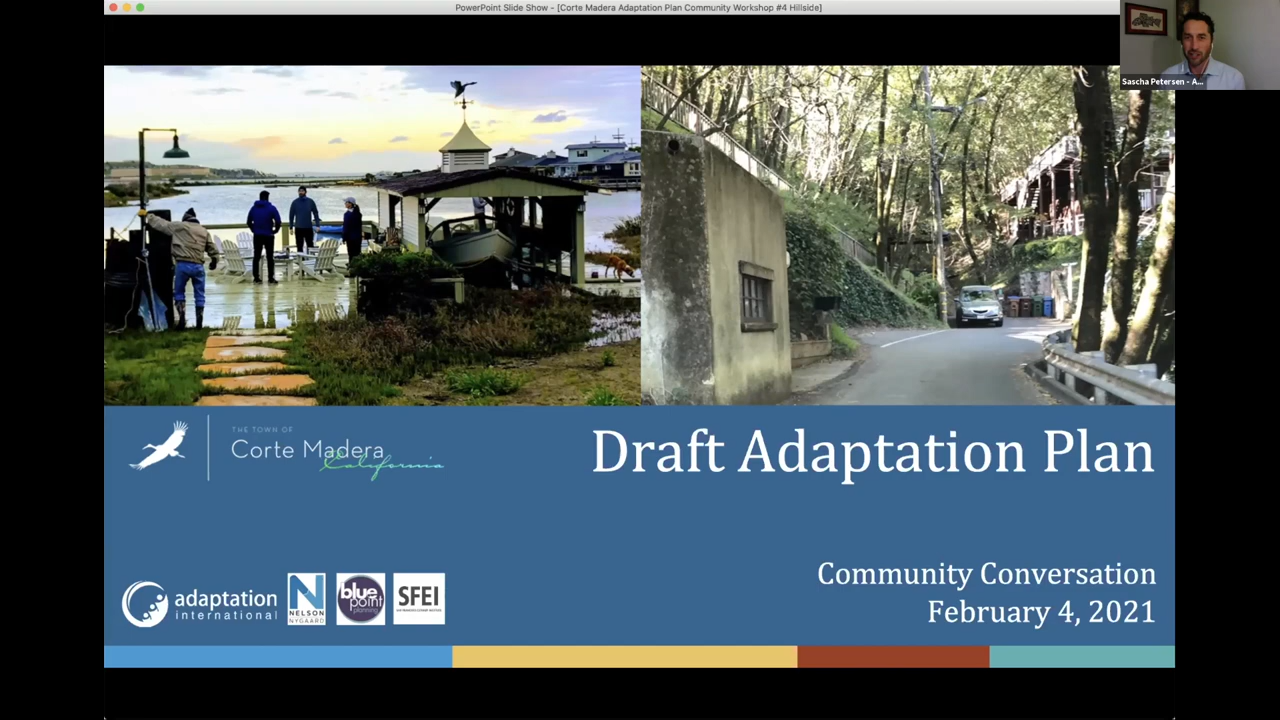 PowerPoint Slide Show - [Corte Madera Adaptation Plan Community Workshop #4 Hillside]
Sascha Petersen - A...
THE TOWN OF
Corte Madera
California
Draft Adaptation Plan
Community Conversation
February 4, 2021
adaptation
international
N
NELSON
NYGAARD
blue
point
planning
SFEI